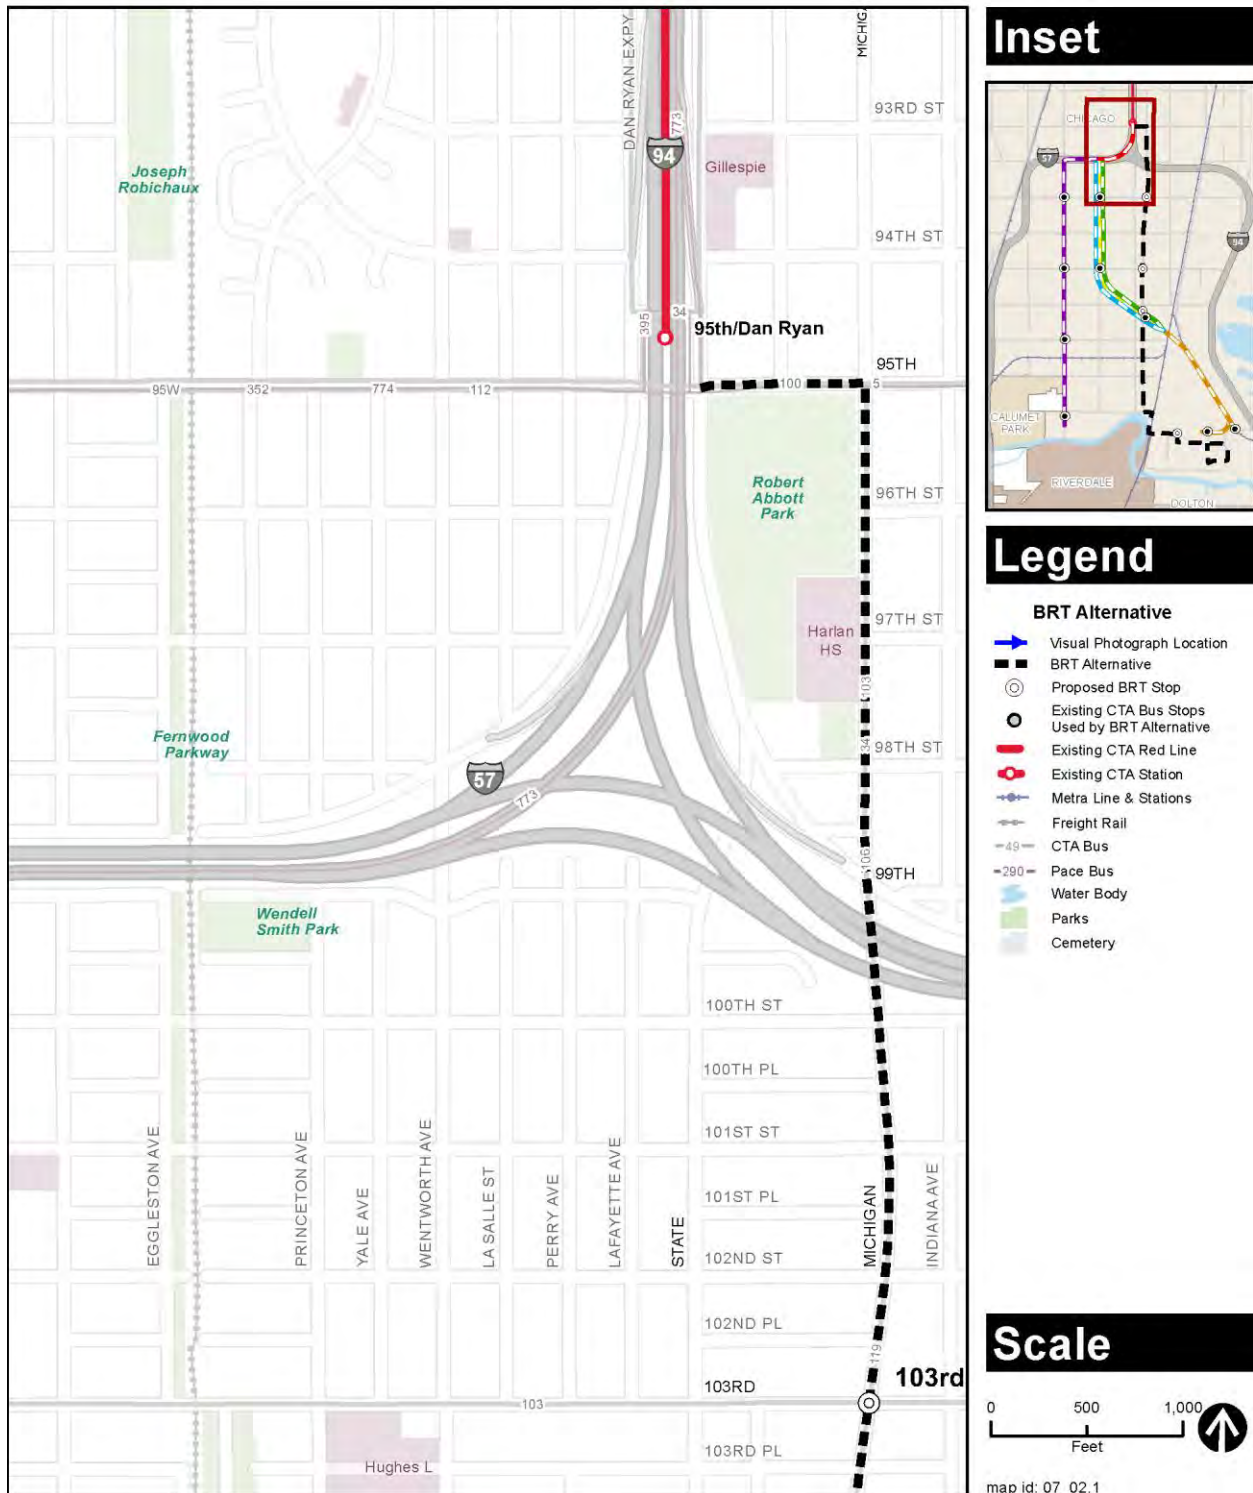 DAN RYAN EXPY
MICHIGA
93RD ST
773
94
Joseph
Robichaux
Gillespie
94TH ST
395
34
95th/Dan Ryan
95TH
95W
352
774
112
100
5
Robert
Abbott
Park
96TH ST
97TH ST
Harlan
HS
103
34
98TH ST
Fernwood
Parkway
57
773
106
99TH
Wendell
Smith Park
100TH ST
100TH PL
101ST ST
101ST PL
EGGLESTON AVE
PRINCETON AVE
YALE AVE
WENTWORTH AVE
LA SALLE ST
PERRY AVE
LAFAYETTE AVE
STATE
MICHIGAN
INDIANA AVE
102ND ST
102ND PL
119
103RD
103rd
103
103RD PL
Hughes L
Inset
CHICAGO
57
94
CALUMET
PARK
RIVERDALE
DOLTON
Legend
BRT Alternative
Visual Photograph Location
BRT Alternative
Proposed BRT Stop
Existing CTA Bus Stops
Used by BRT Alternative
Existing CTA Red Line
Existing CTA Station
Metra Line & Stations
Freight Rail
49 CTA Bus
290 Pace Bus
Water Body
Parks
Cemetery
Scale
0 500 1,000
Feet
map id: 07_02.1